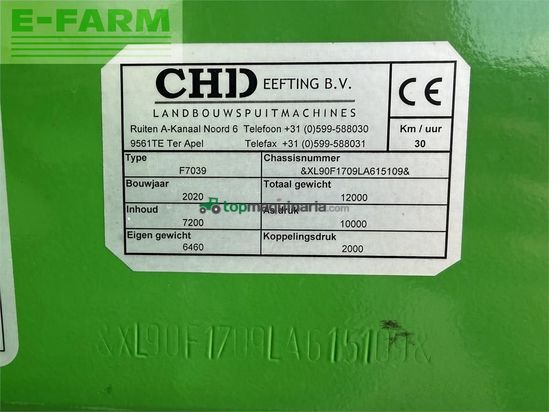 E-FARM
CHD EEFTING B.V.
LANDBOUWSPUITMACHINES
Ruiten A-Kanaal Noord 6 Telefoon +31 (0)599-588030
9561TE Ter Apel Telefax +31 (0)599-588031
CE
Km / uur
30
Type
F7039
Chassisnummer
&XL90F1709LA615109&
Bouwjaar
2020
Totaal gewicht
12000
Inhoud
7200
Asdruk
10000
Eigen gewicht
6460
Koppelingsdruk
2000
topmaquinaria.com
&XL90F1709LA615109&